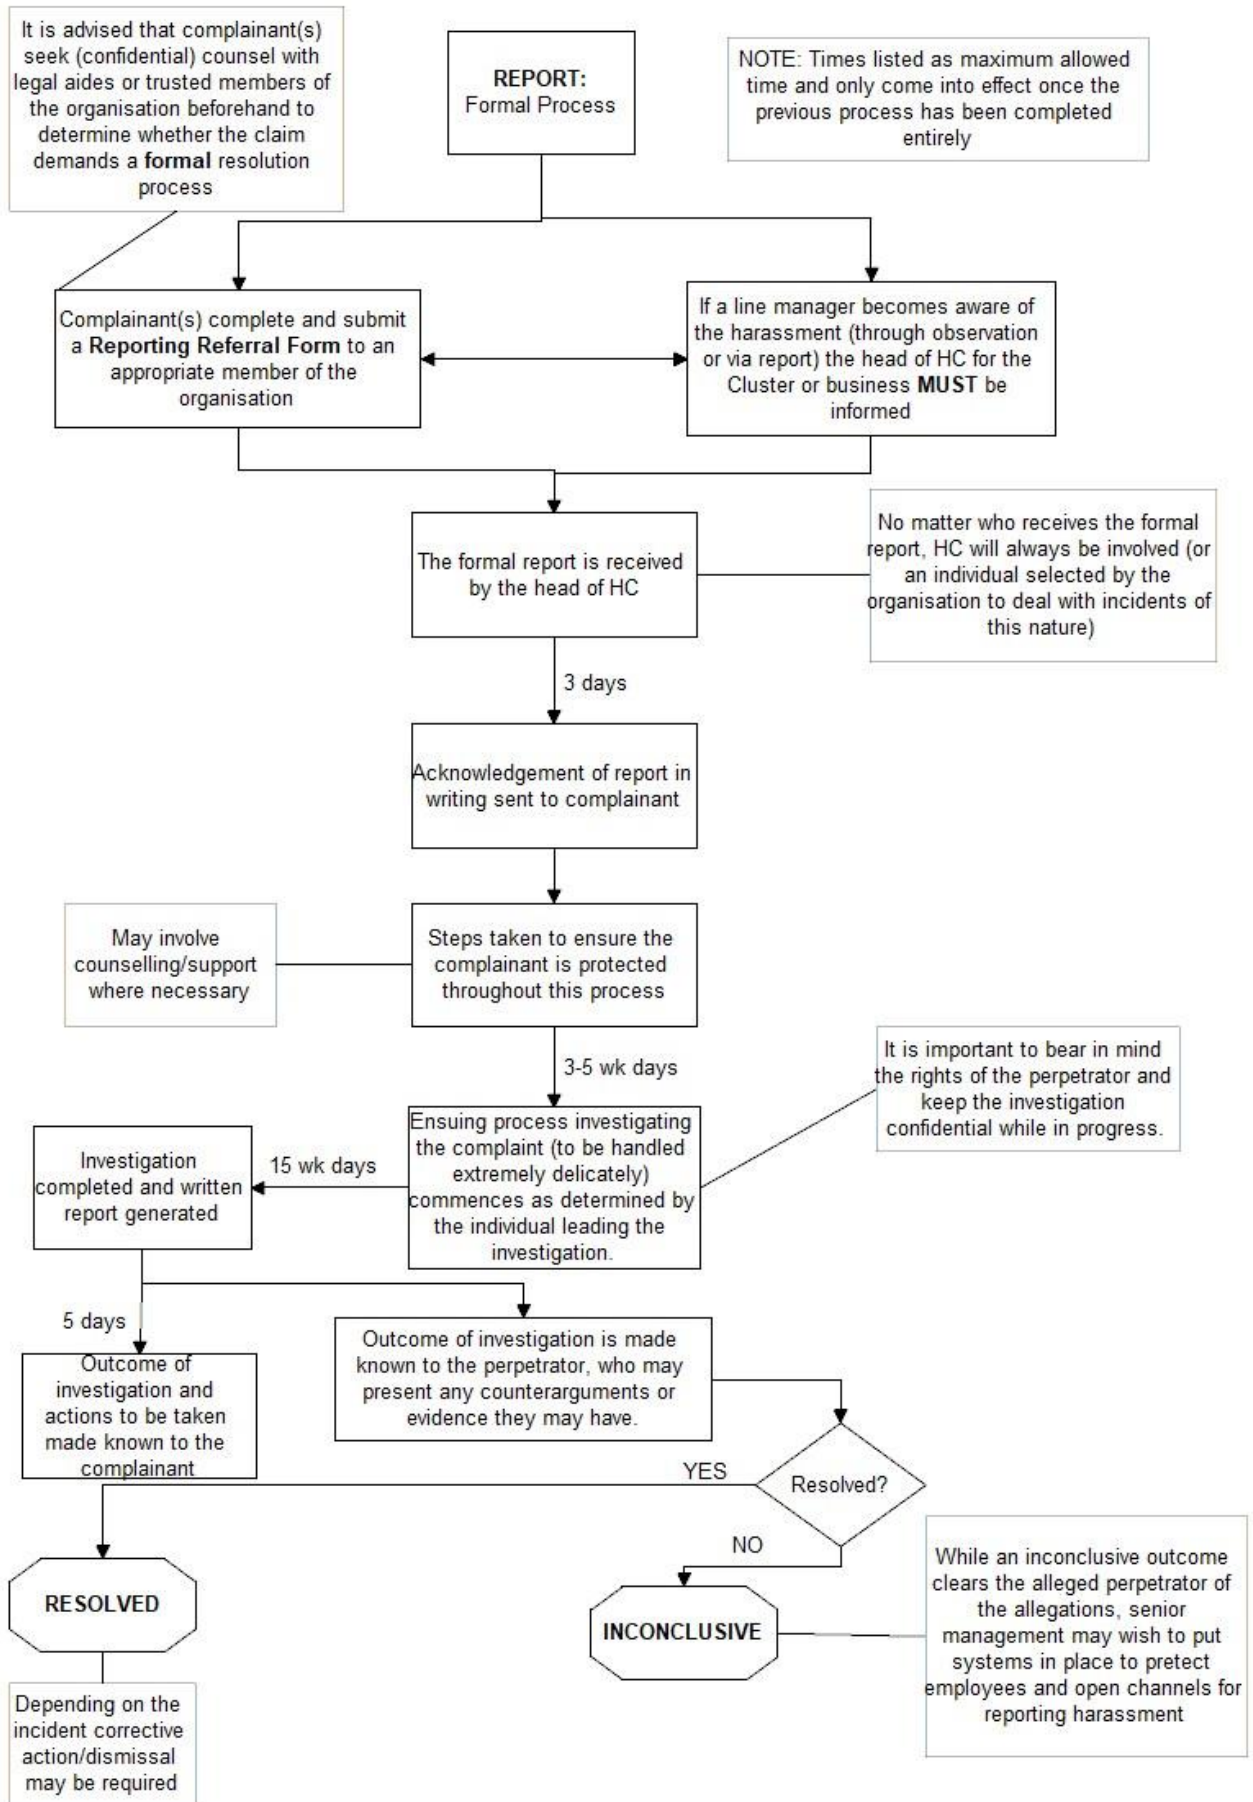 It is advised that complainant(s)
seek (confidential) counsel with
legal aides or trusted members of
the organisation beforehand to
determine whether the claim
demands a formal resolution
process
REPORT:
Formal Process
NOTE: Times listed as maximum allowed
time and only come into effect once the
previous process has been completed
entirely
Complainant(s) complete and submit
a Reporting Referral Form to an
appropriate member of the
organisation
If a line manager becomes aware of
the harassment (through observation
or via report) the head of HC for the
Cluster or business MUST be
informed
The formal report is received
by the head of HC
No matter who receives the formal
report, HC will always be involved (or
an individual selected by the
organisation to deal with incidents of
this nature)
3 days
Acknowledgement of report in
writing sent to complainant
May involve
counselling/support
where necessary
Steps taken to ensure the
complainant is protected
throughout this process
3-5 wk days
It is important to bear in mind
the rights of the perpetrator and
keep the investigation
confidential while in progress.
Ensuing process investigating
the complaint (to be handled
extremely delicately)
commences as determined by
the individual leading the
investigation.
15 wk days
Investigation
completed and written
report generated
5 days
Outcome of
investigation and
actions to be taken
made known to the
complainant
Outcome of investigation is made
known to the perpetrator, who may
present any counterarguments or
evidence they may have.
YES
Resolved?
NO
RESOLVED
INCONCLUSIVE
While an inconclusive outcome
clears the alleged perpetrator of
the allegations, senior
management may wish to put
systems in place to pretect
employees and open channels for
reporting harassment
Depending on the
incident corrective
action/dismissal
may be required